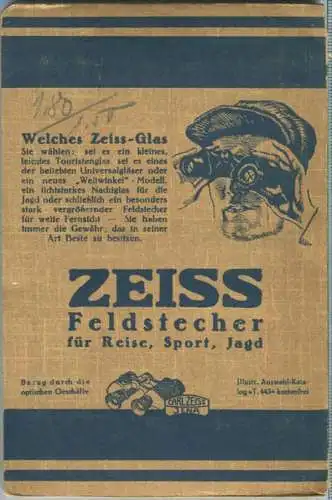 1.80
1.50
Welches Zeiss-Glas
Sie wählen: sei es ein kleines,
leichtes Touristenglas sei es eines
der beliebten Universalgläser oder
ein neues „Weitwinkel"-Modell,
ein lichtstarkes Nachtglas für die
Jagd oder schließlich ein besonders
stark vergrößernder Feldstecher
für weite Fernsicht — Sie haben
immer die Gewähr, das in seiner
Art Beste zu besitzen.
ZEISS
Feldstecher
für Reise, Sport, Jagd
Bezug durch die
optischen Geschäfte
CARL ZEISS
JENA
Illustr. Auswahl-Kata
log »T. 443« kostenfrei